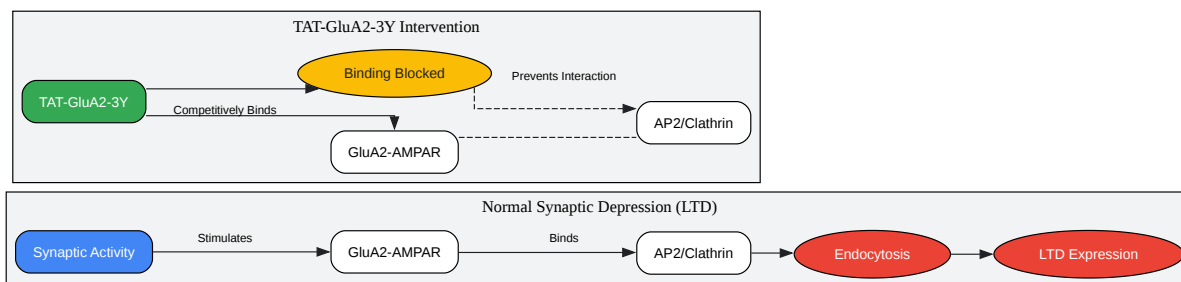 TAT-GluA2-3Y Intervention
Binding Blocked
Prevents Interaction
TAT-GluA2-3Y
Competitively Binds
AP2/Clathrin
GluA2-AMPAR
Normal Synaptic Depression (LTD)
Synaptic Activity
Stimulates
GluA2-AMPAR
Binds
AP2/Clathrin
Endocytosis
LTD Expression